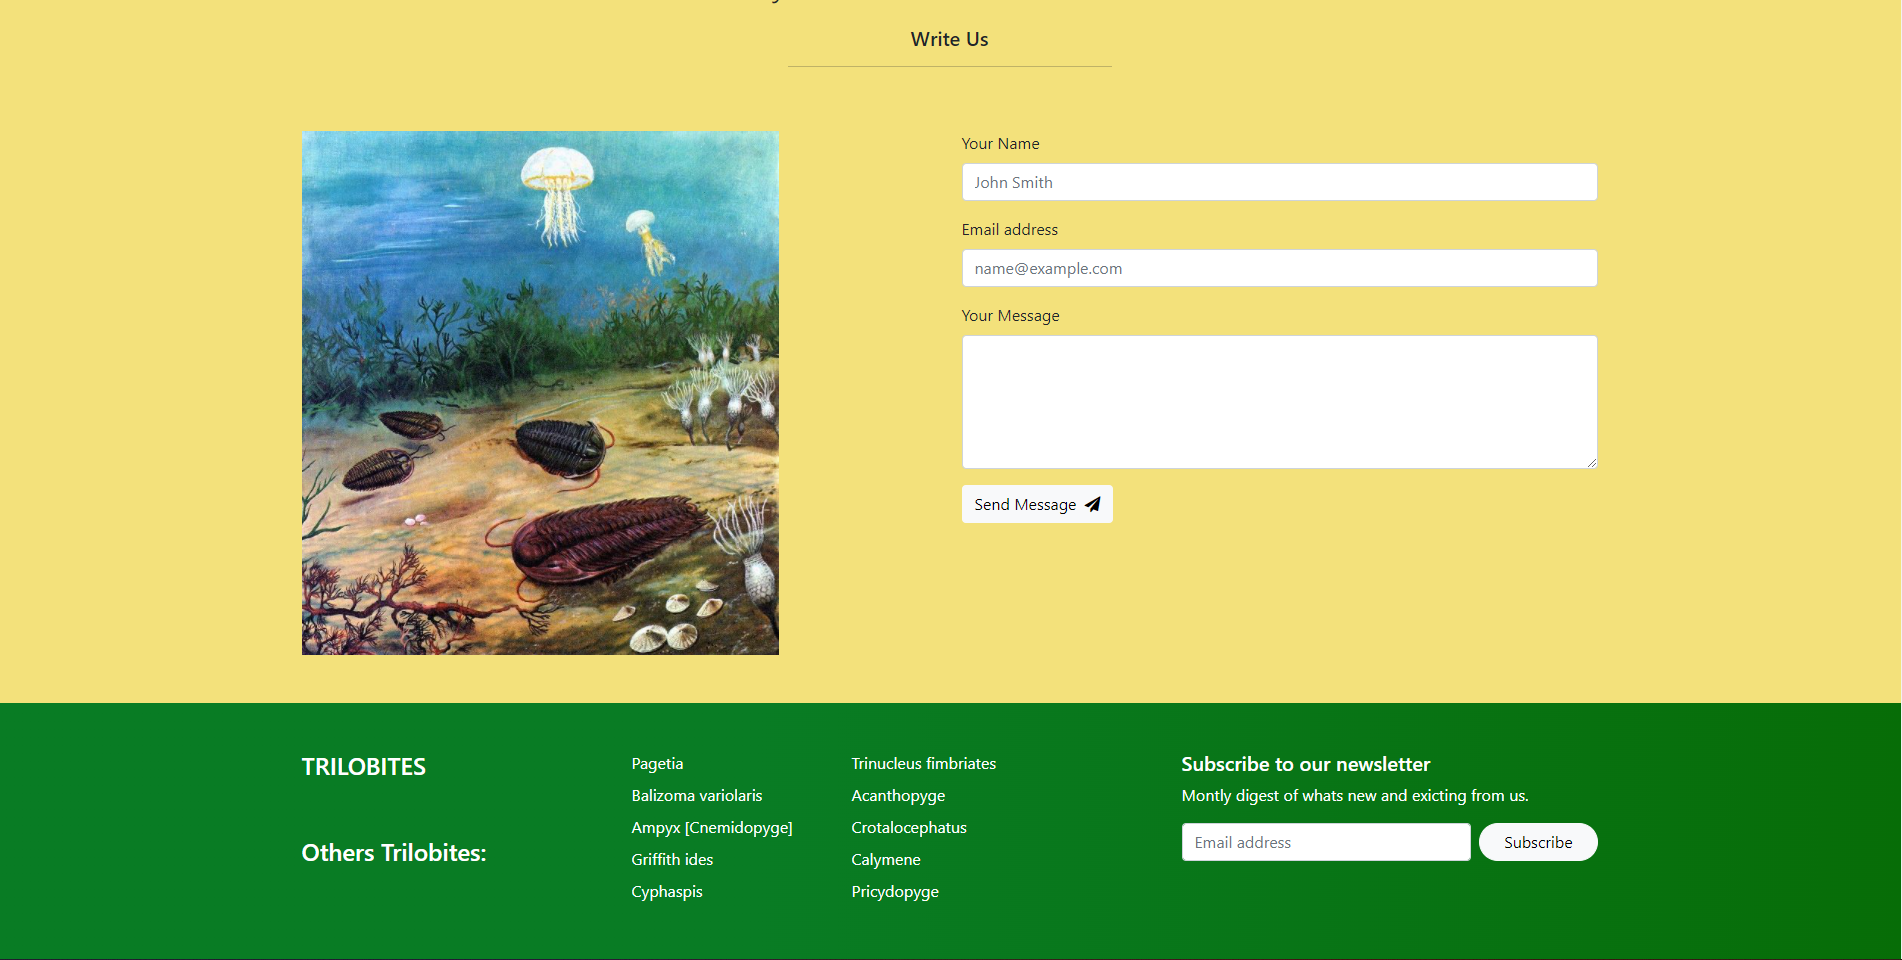 Write Us
Your Name
John Smith
Email address
name@example.com
Your Message
Send Message
TRILOBITES
Others Trilobites:
Pagetia
Balizoma variolaris
Ampyx [Cnemidopyge]
Griffith ides
Cyphaspis
Trinucleus fimbriates
Acanthopyge
Crotalocephatus
Calymene
Pricydopyge
Subscribe to our newsletter
Montly digest of whats new and exicting from us.
Email address
Subscribe